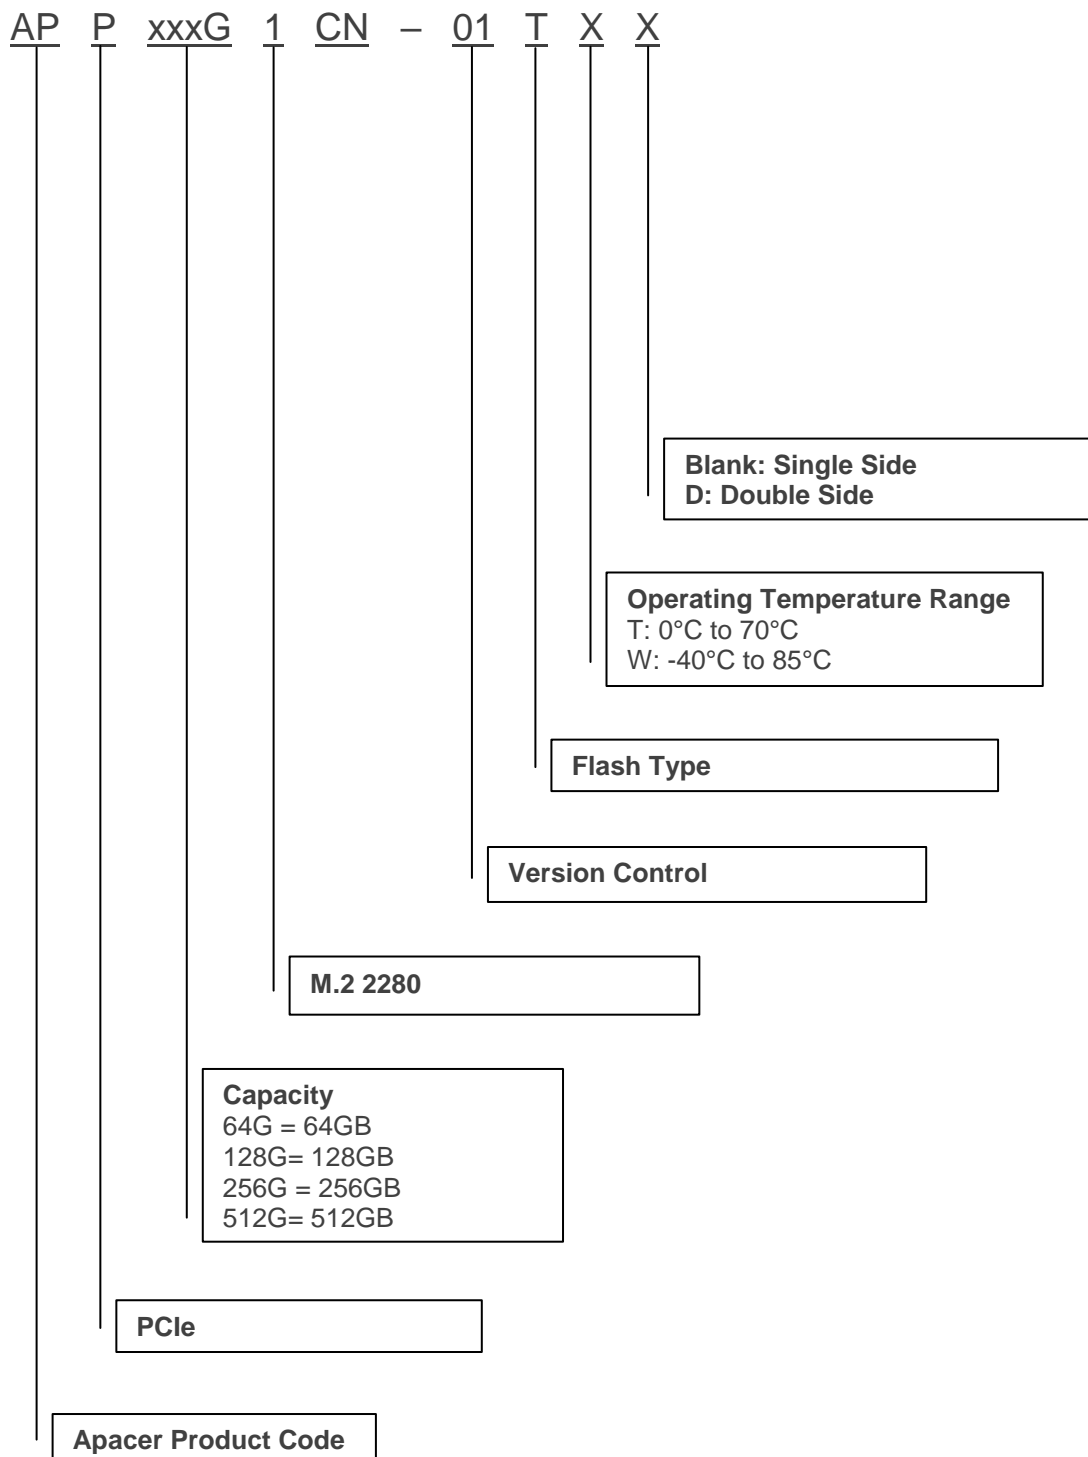 AP P xxxG 1 CN – 01 T X X
Blank: Single Side
D: Double Side
Operating Temperature Range
T: 0°C to 70°C
W: -40°C to 85°C
Flash Type
Version Control
M.2 2280
Capacity
64G = 64GB
128G= 128GB
256G = 256GB
512G= 512GB
PCIe
Apacer Product Code